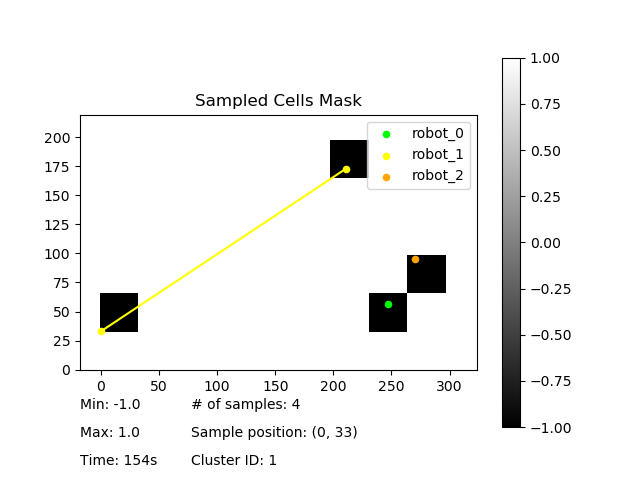 Sampled Cells Mask
robot_0
robot_1
robot_2
200
175
150
125
100
75
50
25
0
0 50 100 150 200 250 300
1.00
0.75
0.50
0.25
0.00
−0.25
−0.50
−0.75
−1.00
Min: -1.0 # of samples: 4
Max: 1.0 Sample position: (0, 33)
Time: 154s Cluster ID: 1